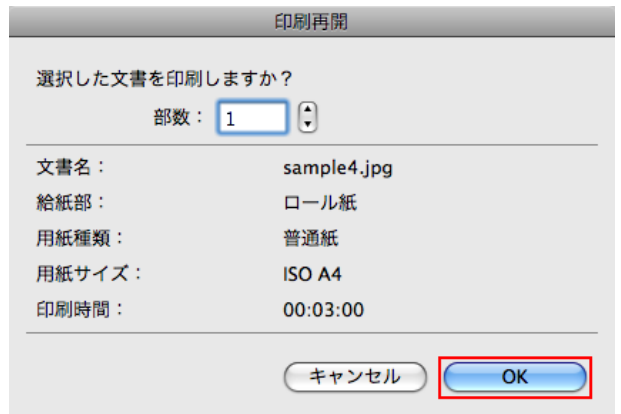 印刷再開
選択した文書を印刷しますか？
部数： 1
文書名： sample4.jpg
給紙部： ロール紙
用紙種類： 普通紙
用紙サイズ： ISO A4
印刷時間： 00:03:00
キャンセル OK